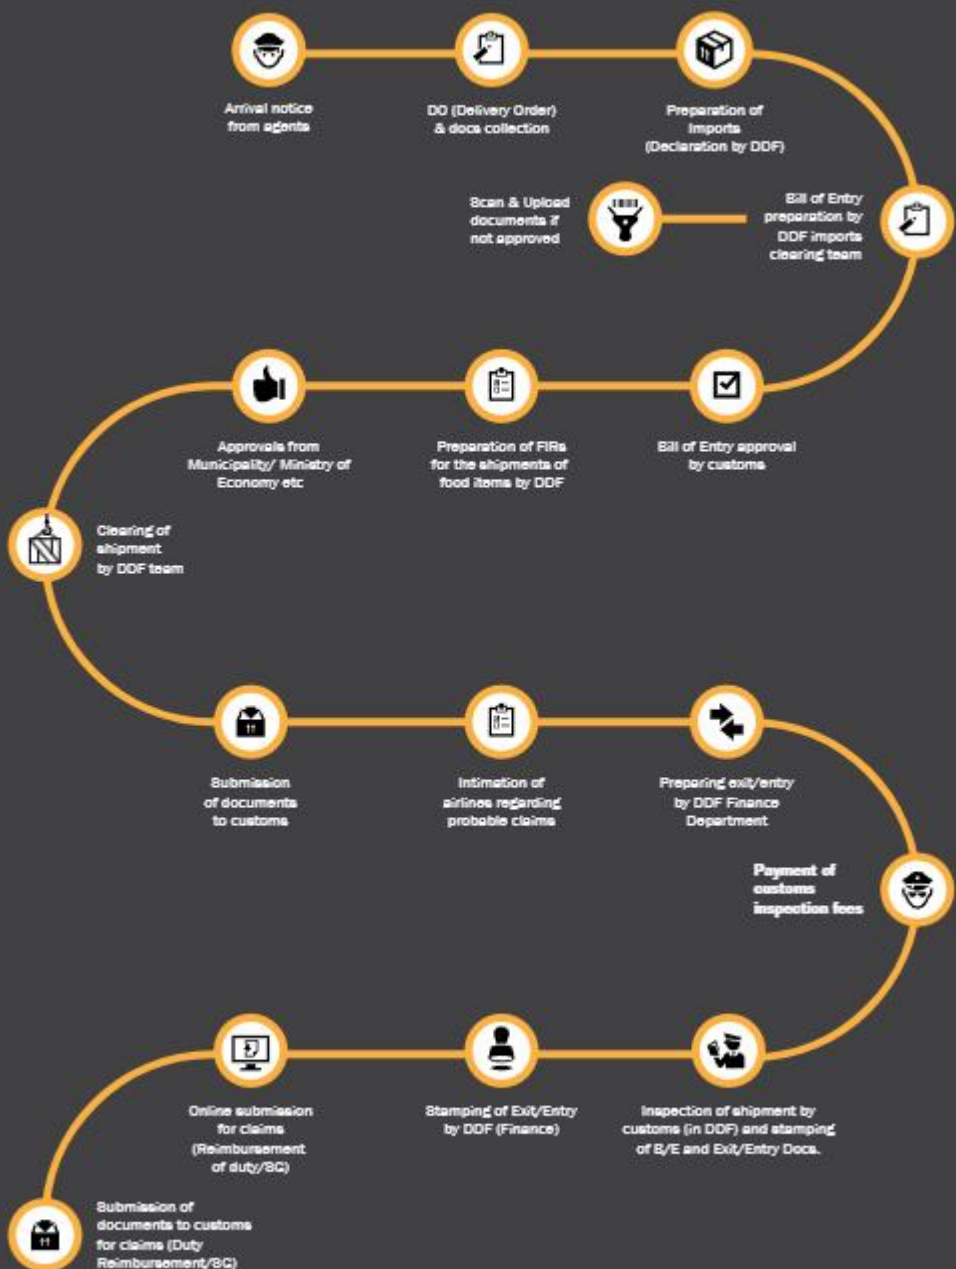 Arrival notice
from agents
DO (Delivery Order)
& docs collection
Preparation of
Imports
(Declaration by DDF)
Bill of Entry
preparation by
DDF imports
clearing team
Scan & Upload
documents if
not approved
Bill of Entry approval
by customs
Preparation of FIRs
for the shipments of
food items by DDF
Approvals from
Municipality/ Ministry of
Economy etc
Clearing of
shipment
by DDF team
Submission
of documents
to customs
Intimation of
airlines regarding
probable claims
Preparing exit/entry
by DDF Finance
Department
Payment of
customs
inspection fees
Inspection of shipment by
customs (in DDF) and stamping
of B/E and Exit/Entry Docs.
Stamping of Exit/Entry
by DDF (Finance)
Online submission
for claims
(Reimbursement
of duty/SG)
Submission of
documents to customs
for claims (Duty
Reimbursement/SG)